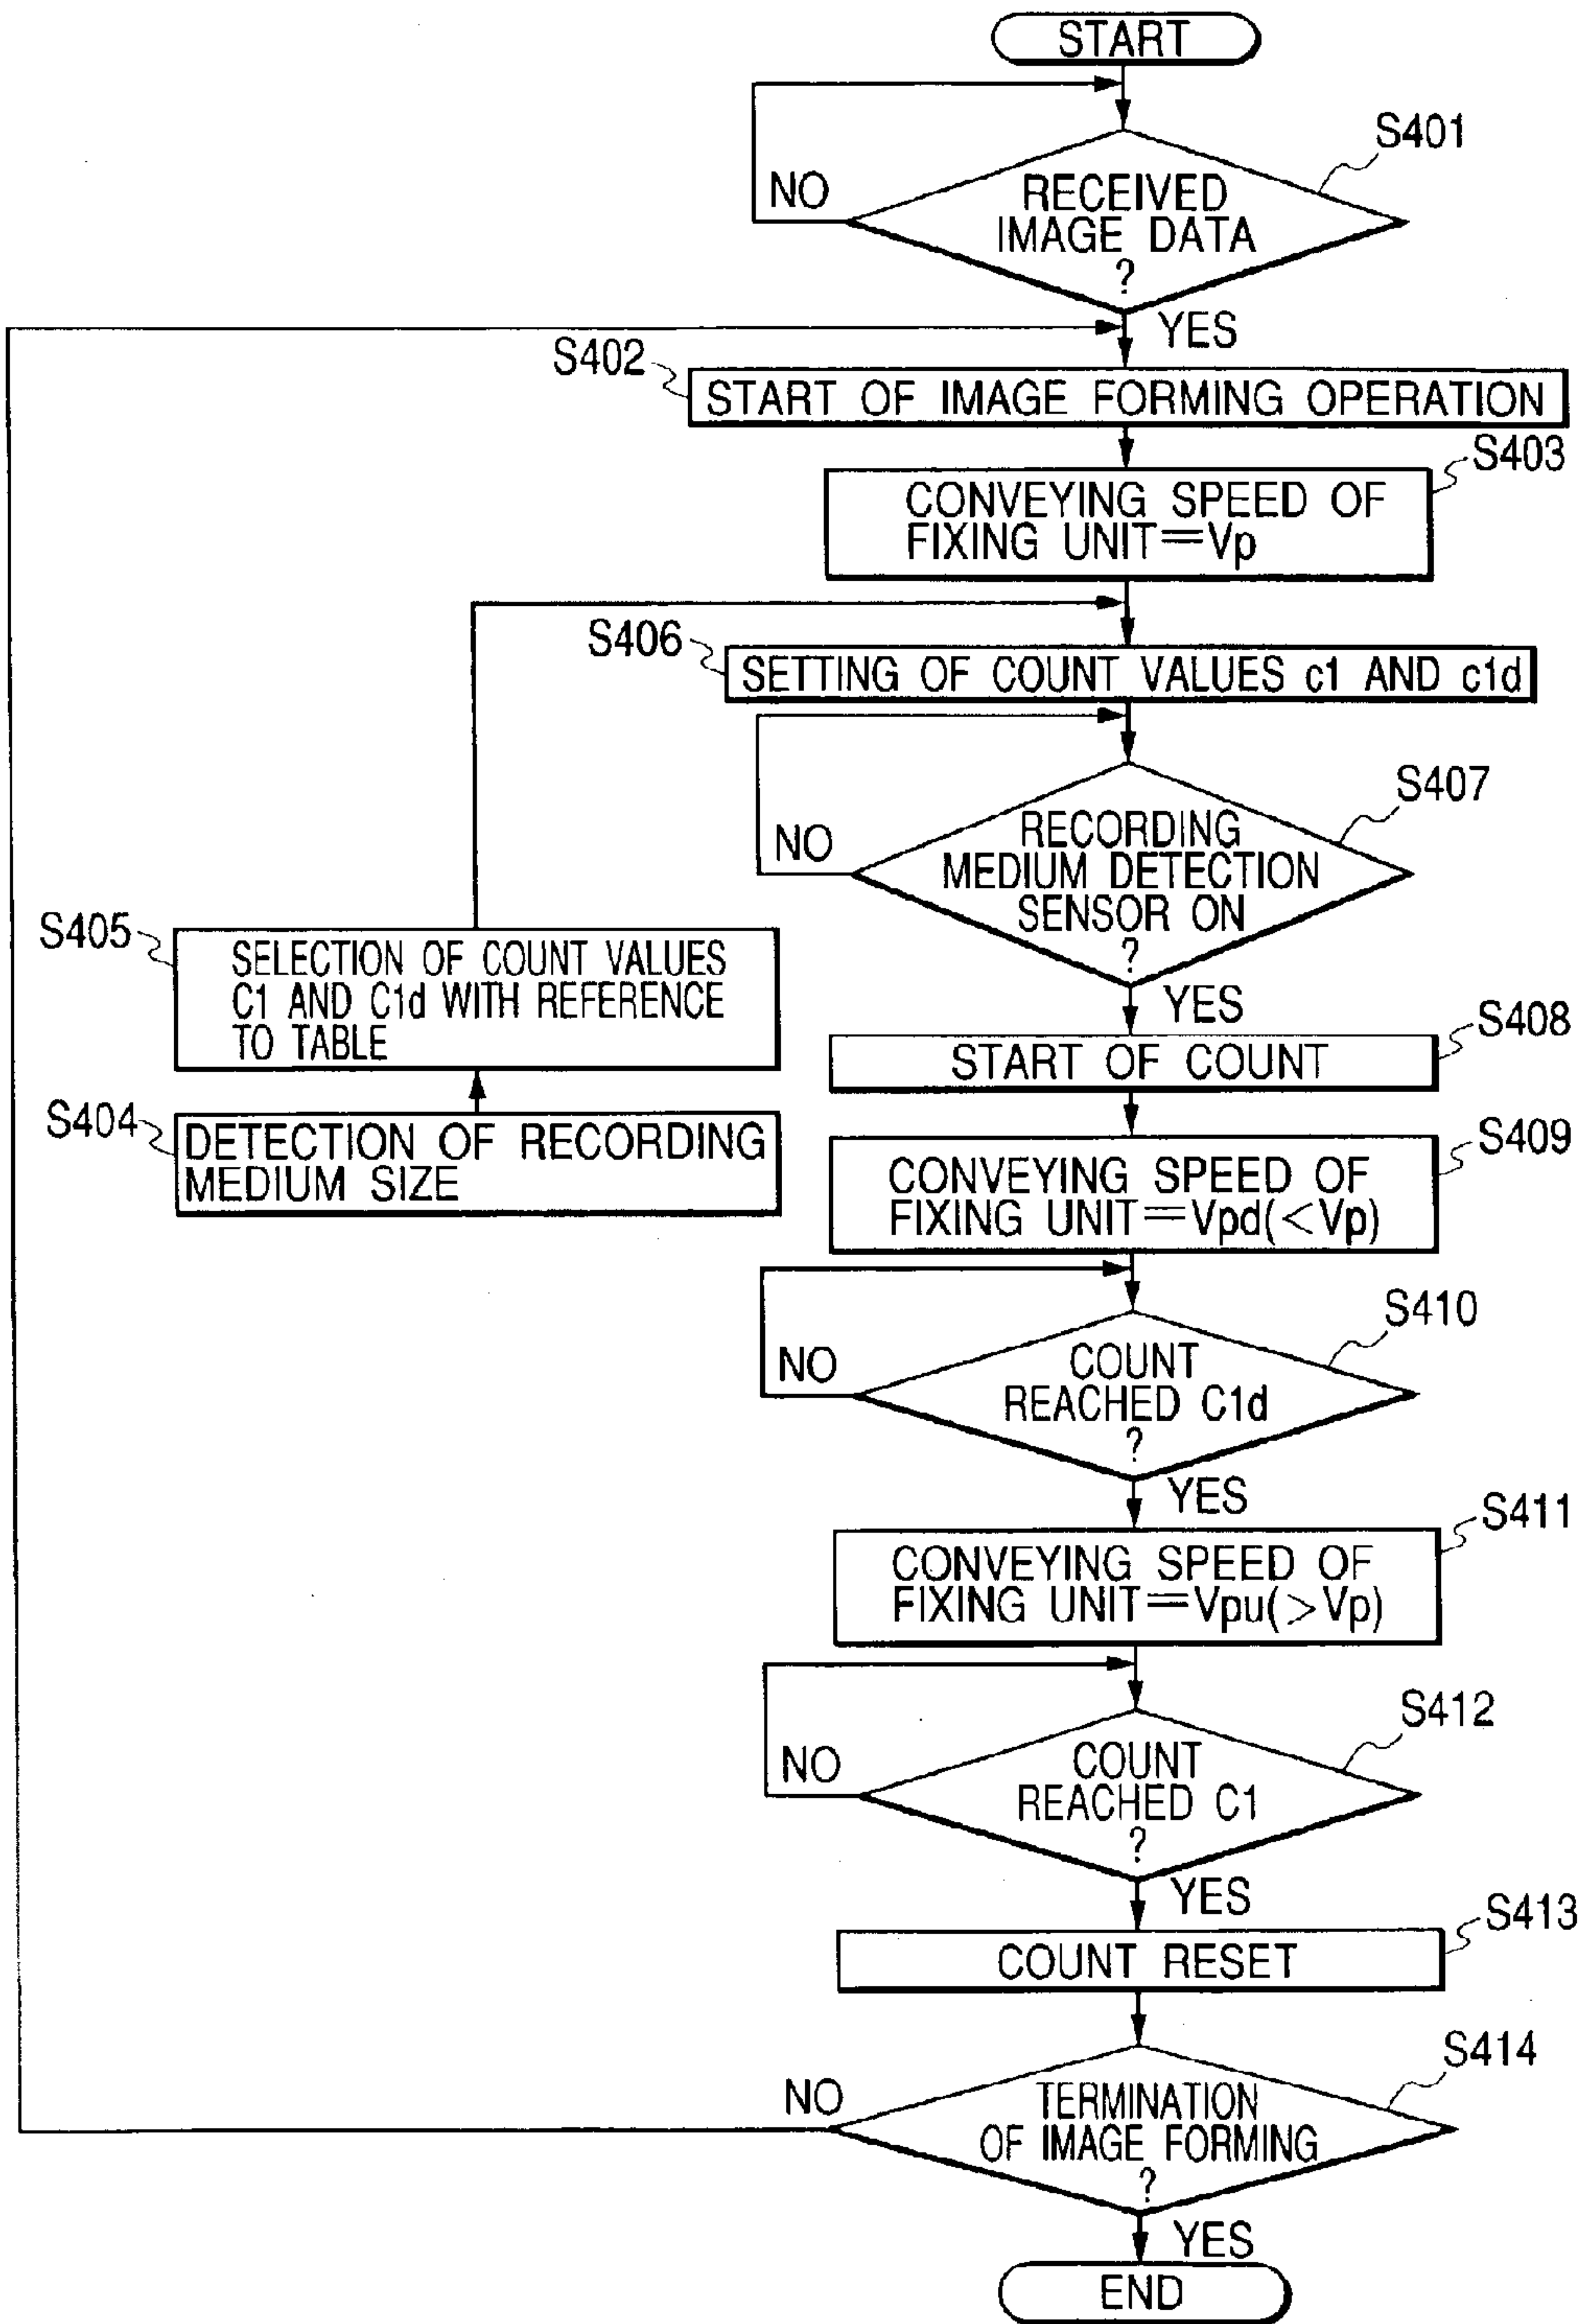 START
S401
NO
RECEIVED
IMAGE DATA
?
YES
S402
START OF IMAGE FORMING OPERATION
S403
CONVEYING SPEED OF
FIXING UNIT=Vp
S406
SETTING OF COUNT VALUES c1 AND c1d
S407
NO
RECORDING
MEDIUM DETECTION
SENSOR ON
?
YES
S405
SELECTION OF COUNT VALUES
C1 AND C1d WITH REFERENCE
TO TABLE
S404
DETECTION OF RECORDING
MEDIUM SIZE
S408
START OF COUNT
S409
CONVEYING SPEED OF
FIXING UNIT=Vpd(<Vp)
S410
NO
COUNT
REACHED C1d
?
YES
S411
CONVEYING SPEED OF
FIXING UNIT=Vpu(>Vp)
S412
NO
COUNT
REACHED C1
?
YES
S413
COUNT RESET
S414
NO
TERMINATION
OF IMAGE FORMING
?
YES
END